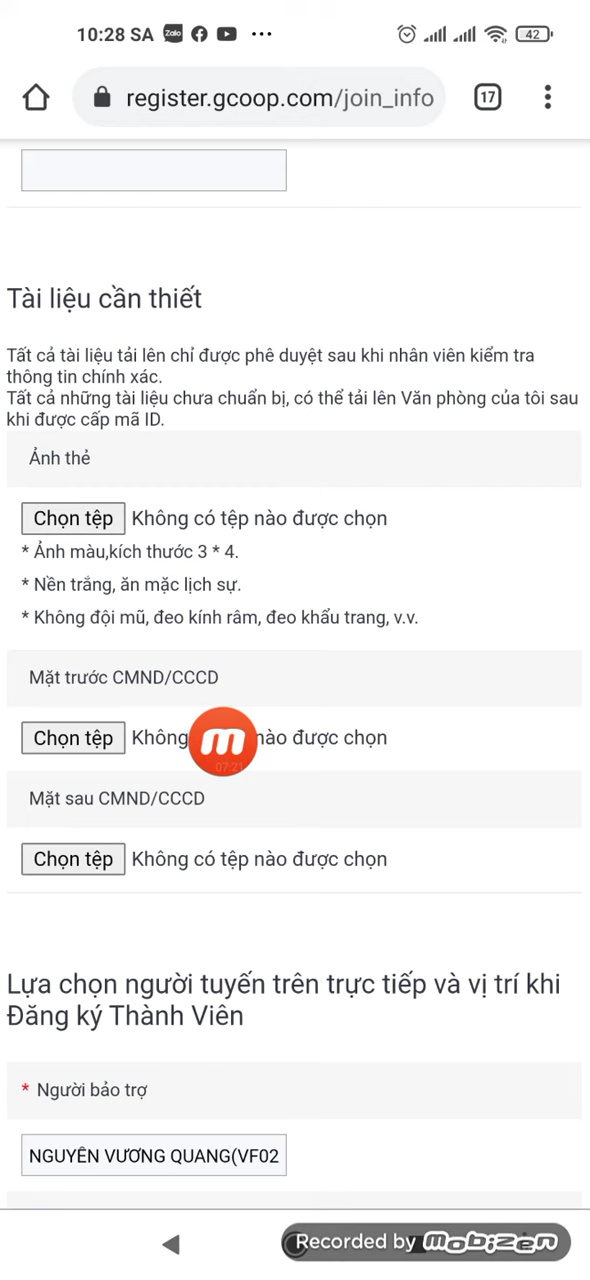 10:28 SA Zalo
42
register.gcoop.com/join_info
17
Tài liệu cần thiết
Tất cả tài liệu tải lên chỉ được phê duyệt sau khi nhân viên kiểm tra
thông tin chính xác.
Tất cả những tài liệu chưa chuẩn bị, có thể tải lên Văn phòng của tôi sau
khi được cấp mã ID.
Ảnh thẻ
Chọn tệp Không có tệp nào được chọn
* Ảnh màu,kích thước 3 * 4.
* Nền trắng, ăn mặc lịch sự.
* Không đội mũ, đeo kính râm, đeo khẩu trang, v.v.
Mặt trước CMND/CCCD
Chọn tệp Không nào được chọn
m
07:21
Mặt sau CMND/CCCD
Chọn tệp Không có tệp nào được chọn
Lựa chọn người tuyến trên trực tiếp và vị trí khi
Đăng ký Thành Viên
* Người bảo trợ
NGUYÊN VƯƠNG QUANG(VF02
Recorded by mobizen